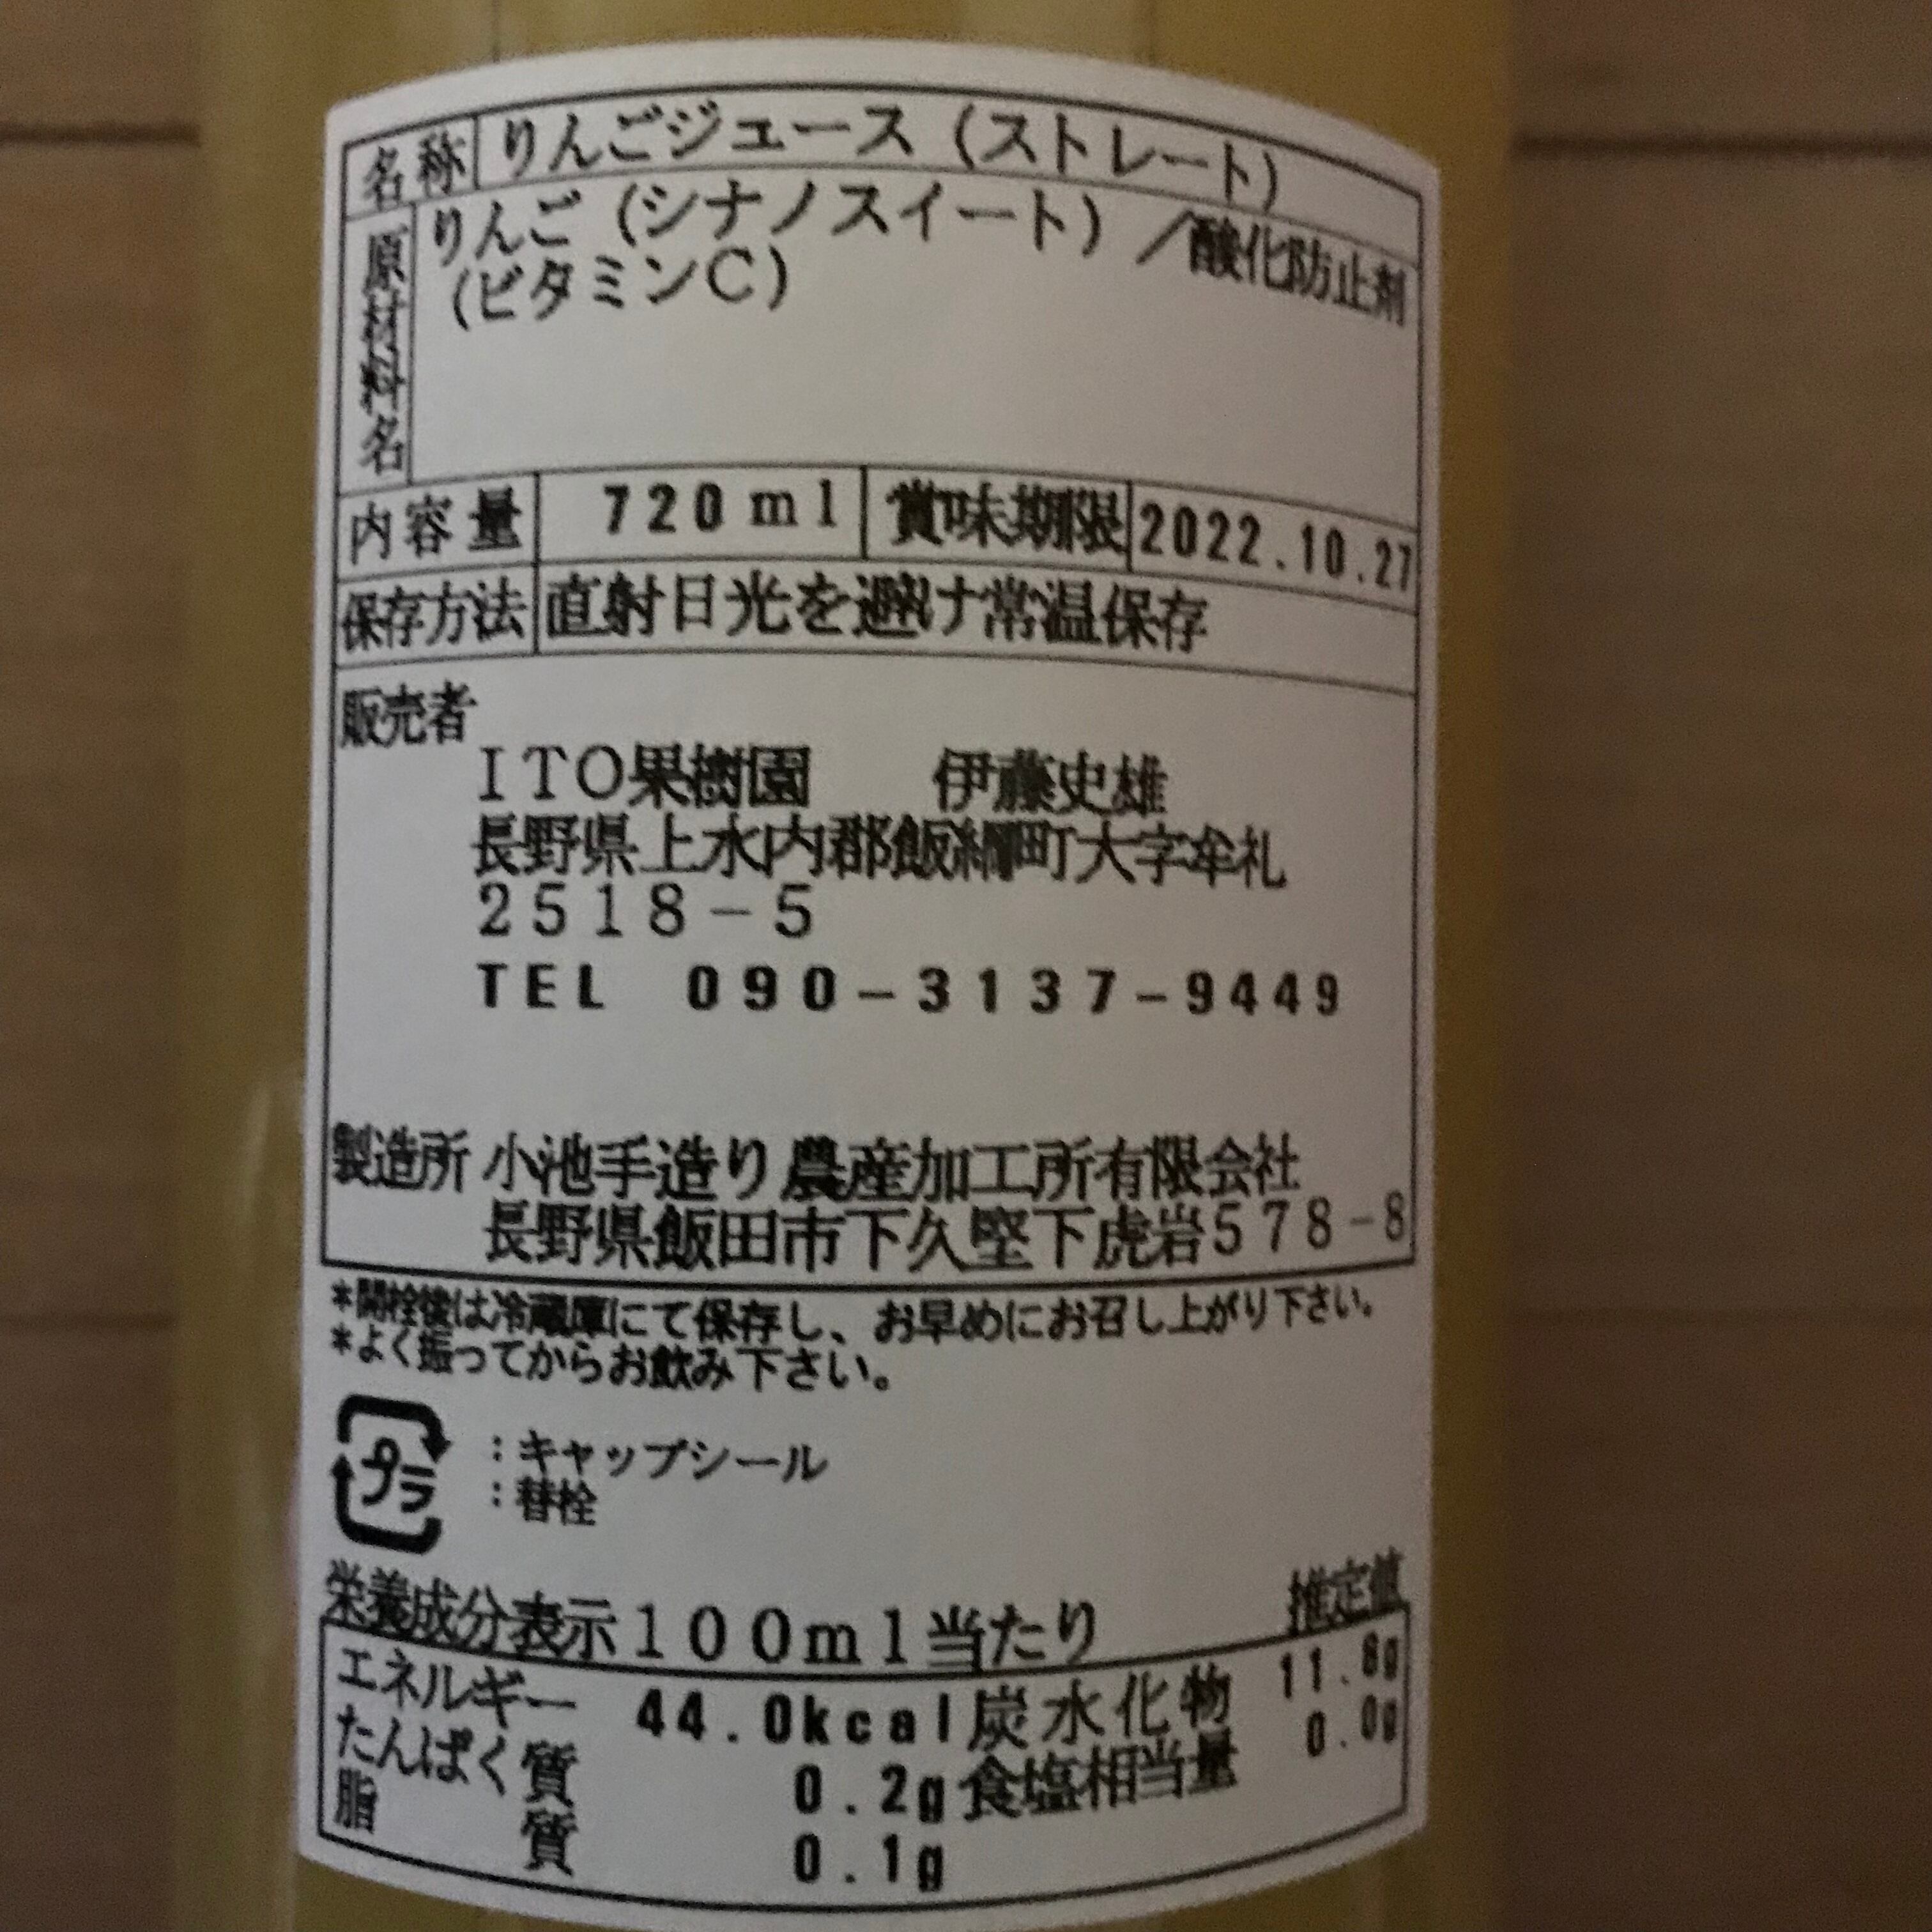 名称 りんごジュース（ストレート）
原材料名 りんご（シナノスイート）／酸化防止剤
（ビタミンC）
内容量 720ml 賞味期限 2022.10.27
保存方法 直射日光を避け常温保存
販売者
ITO果樹園 伊藤史雄
長野県上水内郡飯綱町大字牟礼
2518-5
TEL 090-3137-9449
製造所 小池手造り農産加工所有限会社
長野県飯田市下久堅下虎岩578-8
*開栓後は冷蔵庫にて保存し、お早めにお召し上がり下さい。
*よく振ってからお飲み下さい。
プラ ：キャップシール
：替栓
栄養成分表示100ml当たり 推定値
エネルギー 44.0kcal 炭水化物 11.8g
たんぱく質 0.2g 食塩相当量 0.0g
脂質 0.1g